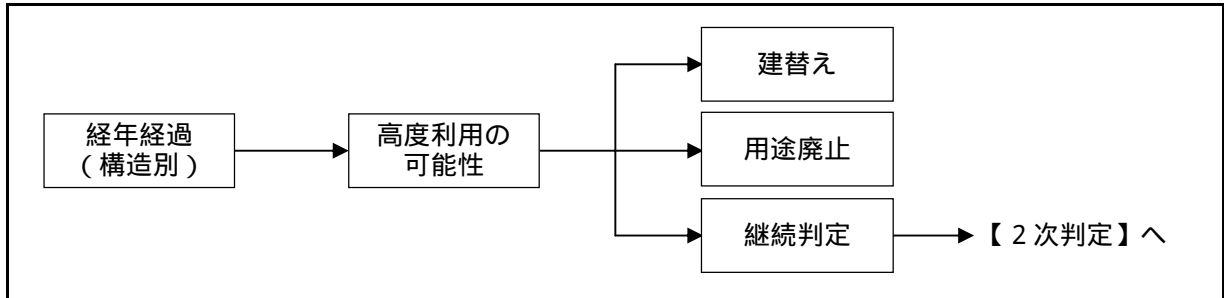 経年経過
（構造別）
高度利用の
可能性
建替え
用途廃止
継続判定
【２次判定】へ